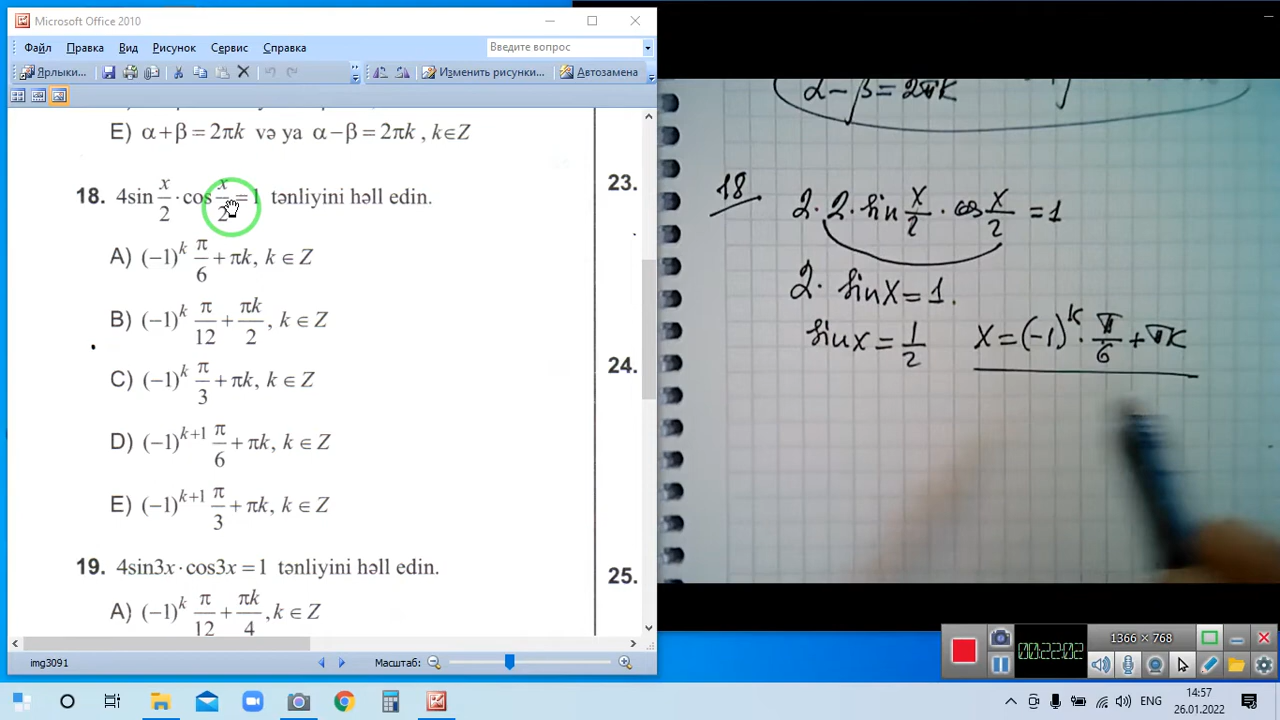 Microsoft Office 2010
Файл Правка Вид Рисунок Сервис Справка
Введите вопрос
Ярлыки... Изменить рисунки... Автозамена
E) α+β=2πk və ya α−β=2πk, k∈Z
18. 4sin x/2 · cos x/2 = 1 tənliyini həll edin.
A) (−1)^k π/6 + πk, k ∈ Z
B) (−1)^k π/12 + πk/2, k ∈ Z
C) (−1)^k π/3 + πk, k ∈ Z
D) (−1)^{k+1} π/6 + πk, k ∈ Z
E) (−1)^{k+1} π/3 + πk, k ∈ Z
19. 4sin3x·cos3x=1 tənliyini həll edin.
A) (−1)^k π/12 + πk/4, k ∈ Z
23.
24.
25.
img3091
Масштаб:
α−β=2πk
18
2·2·sin x/2 · cos x/2 = 1
2· sinx=1.
sinx = 1/2 x=(−1)^k · π/6 + πk
1366 × 768
00:22:02
ENG
14:57
26.01.2022